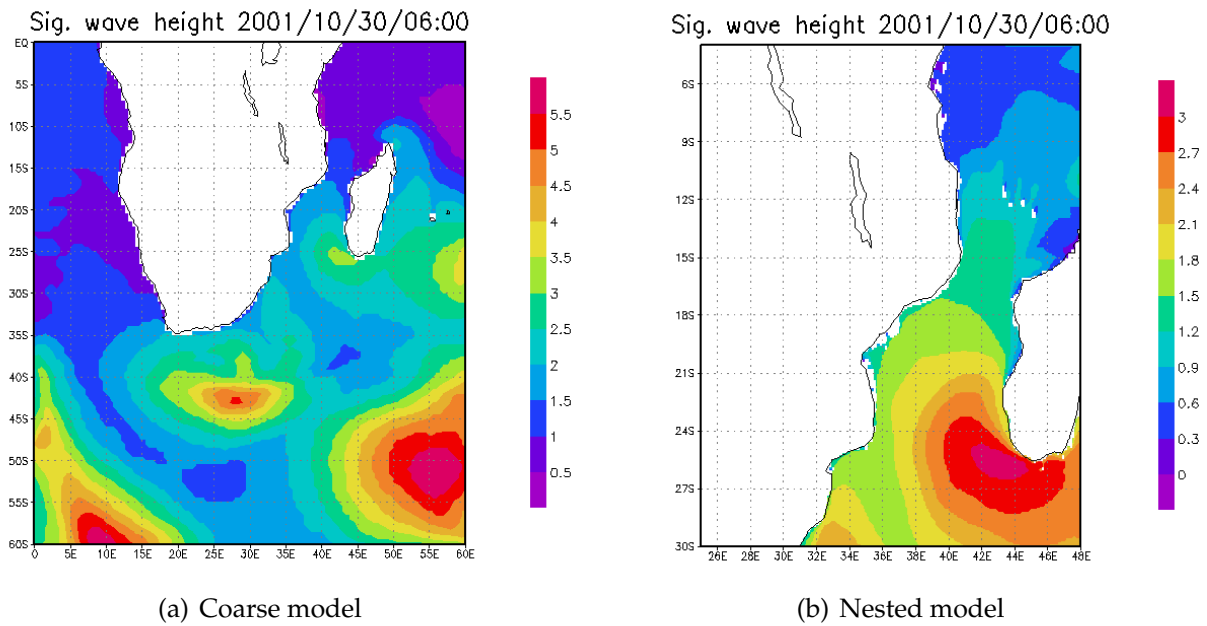 Sig. wave height 2001/10/30/06:00
EQ
5S
10S
15S
20S
25S
30S
35S
40S
45S
50S
55S
60S
0 5E 10E 15E 20E 25E 30E 35E 40E 45E 50E 55E 60E
5.5
5
4.5
4
3.5
3
2.5
2
1.5
1
0.5
(a) Coarse model
Sig. wave height 2001/10/30/06:00
6S
9S
12S
15S
18S
21S
24S
27S
30S
26E 28E 30E 32E 34E 36E 38E 40E 42E 44E 46E 48E
3
2.7
2.4
2.1
1.8
1.5
1.2
0.9
0.6
0.3
0
(b) Nested model